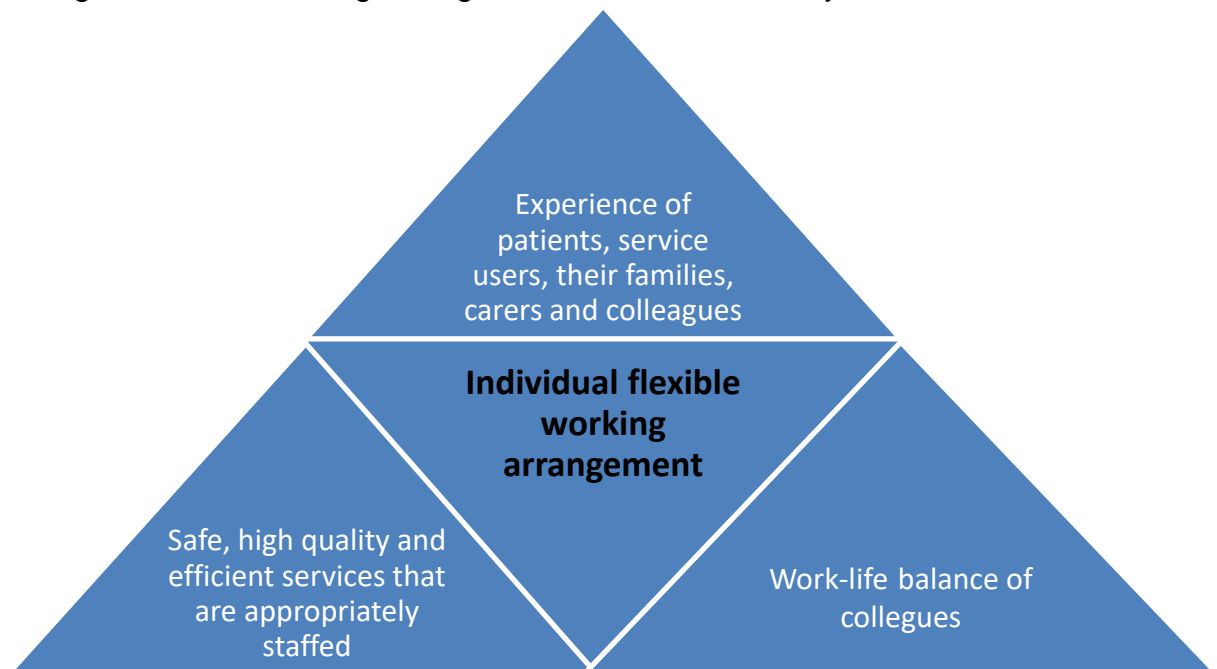 Experience of
patients, service
users, their families,
carers and colleagues
Individual flexible
working
arrangement
Safe, high quality and
efficient services that
are appropriately
staffed
Work-life balance of
collegues